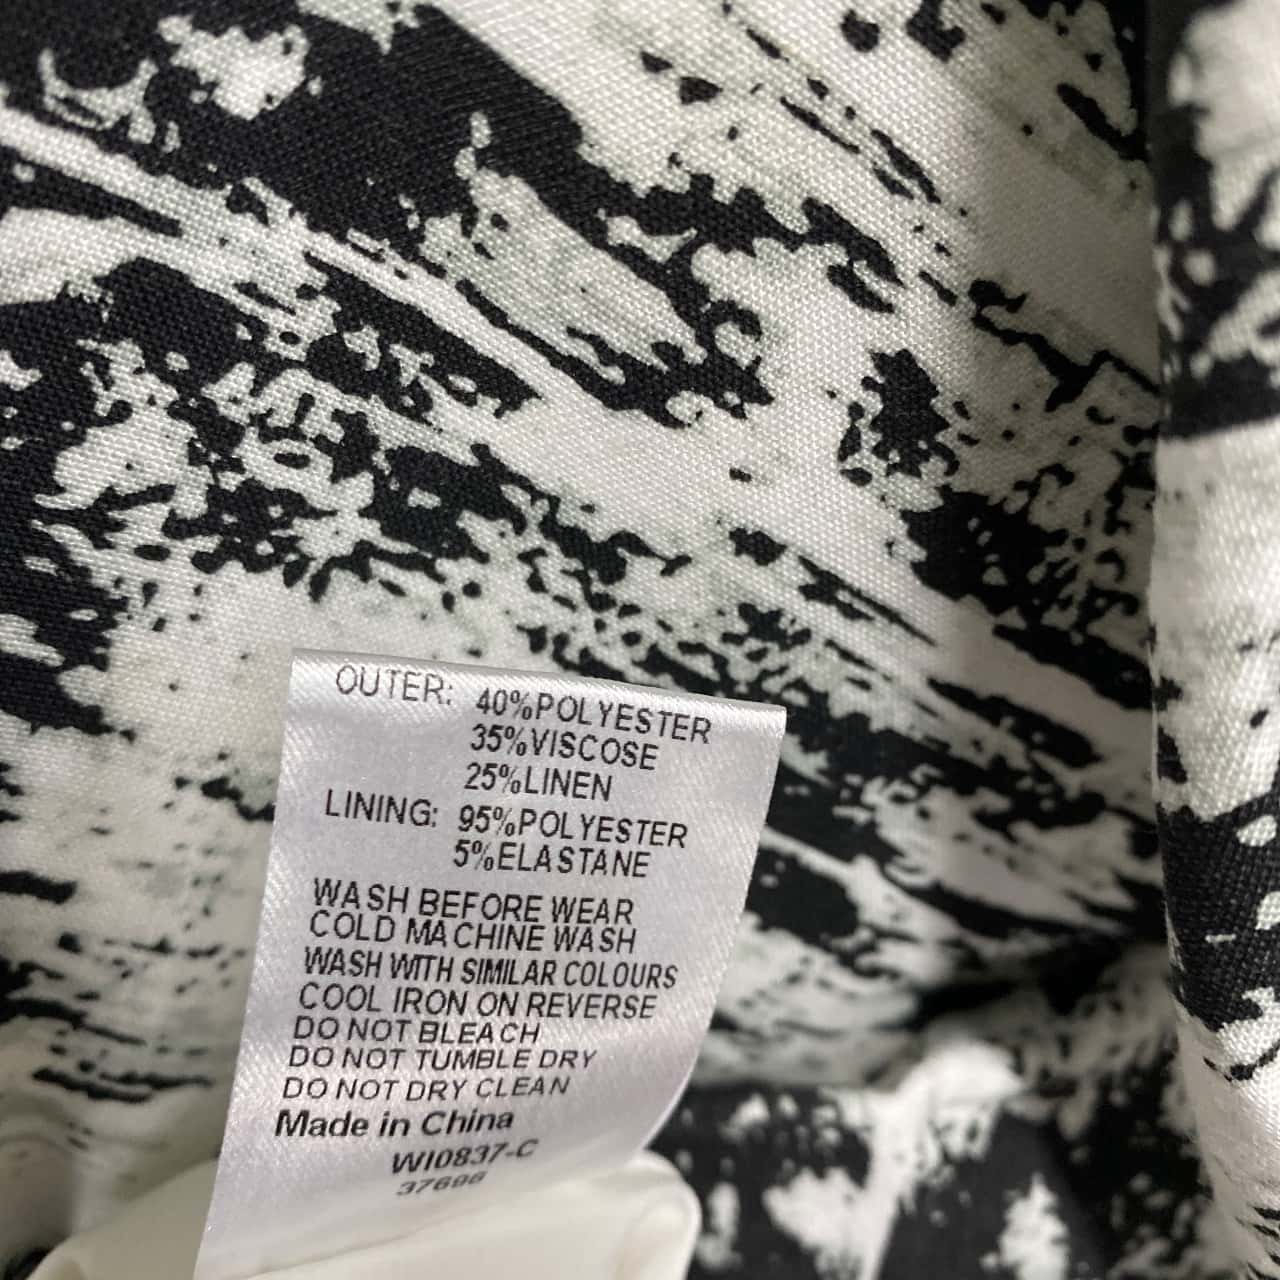 OUTER: 40%POLYESTER
35%VISCOSE
25%LINEN
LINING: 95%POLYESTER
5%ELASTANE
WASH BEFORE WEAR
COLD MACHINE WASH
WASH WITH SIMILAR COLOURS
COOL IRON ON REVERSE
DO NOT BLEACH
DO NOT TUMBLE DRY
DO NOT DRY CLEAN
Made in China
WI0837-C
37696